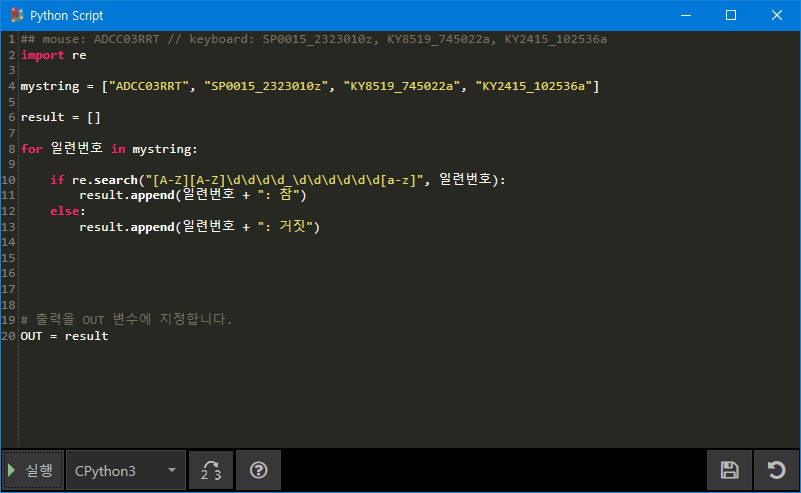 Python Script
1 ## mouse: ADCC03RRT // keyboard: SP0015_2323010z, KY8519_745022a, KY2415_102536a
2 import re
3
4 mystring = ["ADCC03RRT", "SP0015_2323010z", "KY8519_745022a", "KY2415_102536a"]
5
6 result = []
7
8 for 일련번호 in mystring:
9
10     if re.search("[A-Z][A-Z]\d\d\d\d_\d\d\d\d\d\d[a-z]", 일련번호):
11         result.append(일련번호 + ": 참")
12     else:
13         result.append(일련번호 + ": 거짓")
14
15
16
17
18
19 # 출력을 OUT 변수에 지정합니다.
20 OUT = result
실행 CPython3 2 3 ?